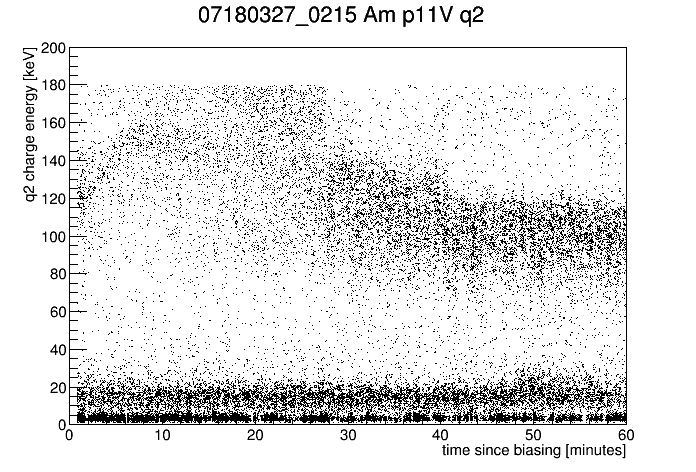 07180327_0215 Am p11V q2
q2 charge energy [keV]
200
180
160
140
120
100
80
60
40
20
0
0 10 20 30 40 50 60
time since biasing [minutes]